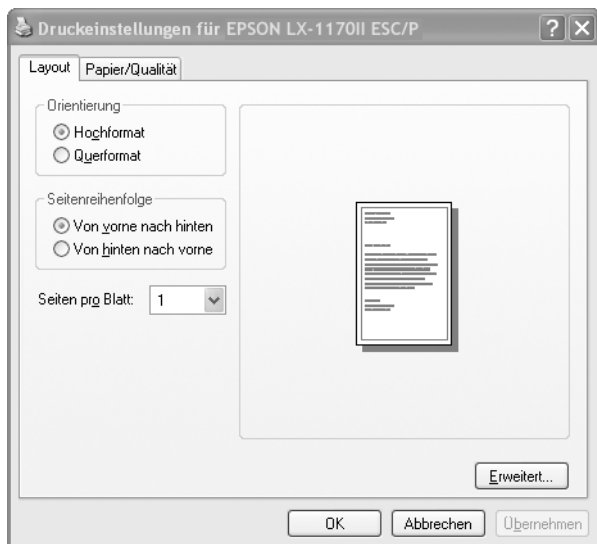 Druckeinstellungen für EPSON LX-1170II ESC/P
Layout Papier/Qualität
Orientierung
Hochformat
Querformat
Seitenreihenfolge
Von vorne nach hinten
Von hinten nach vorne
Seiten pro Blatt: 1
Erweitert...
OK Abbrechen Übernehmen